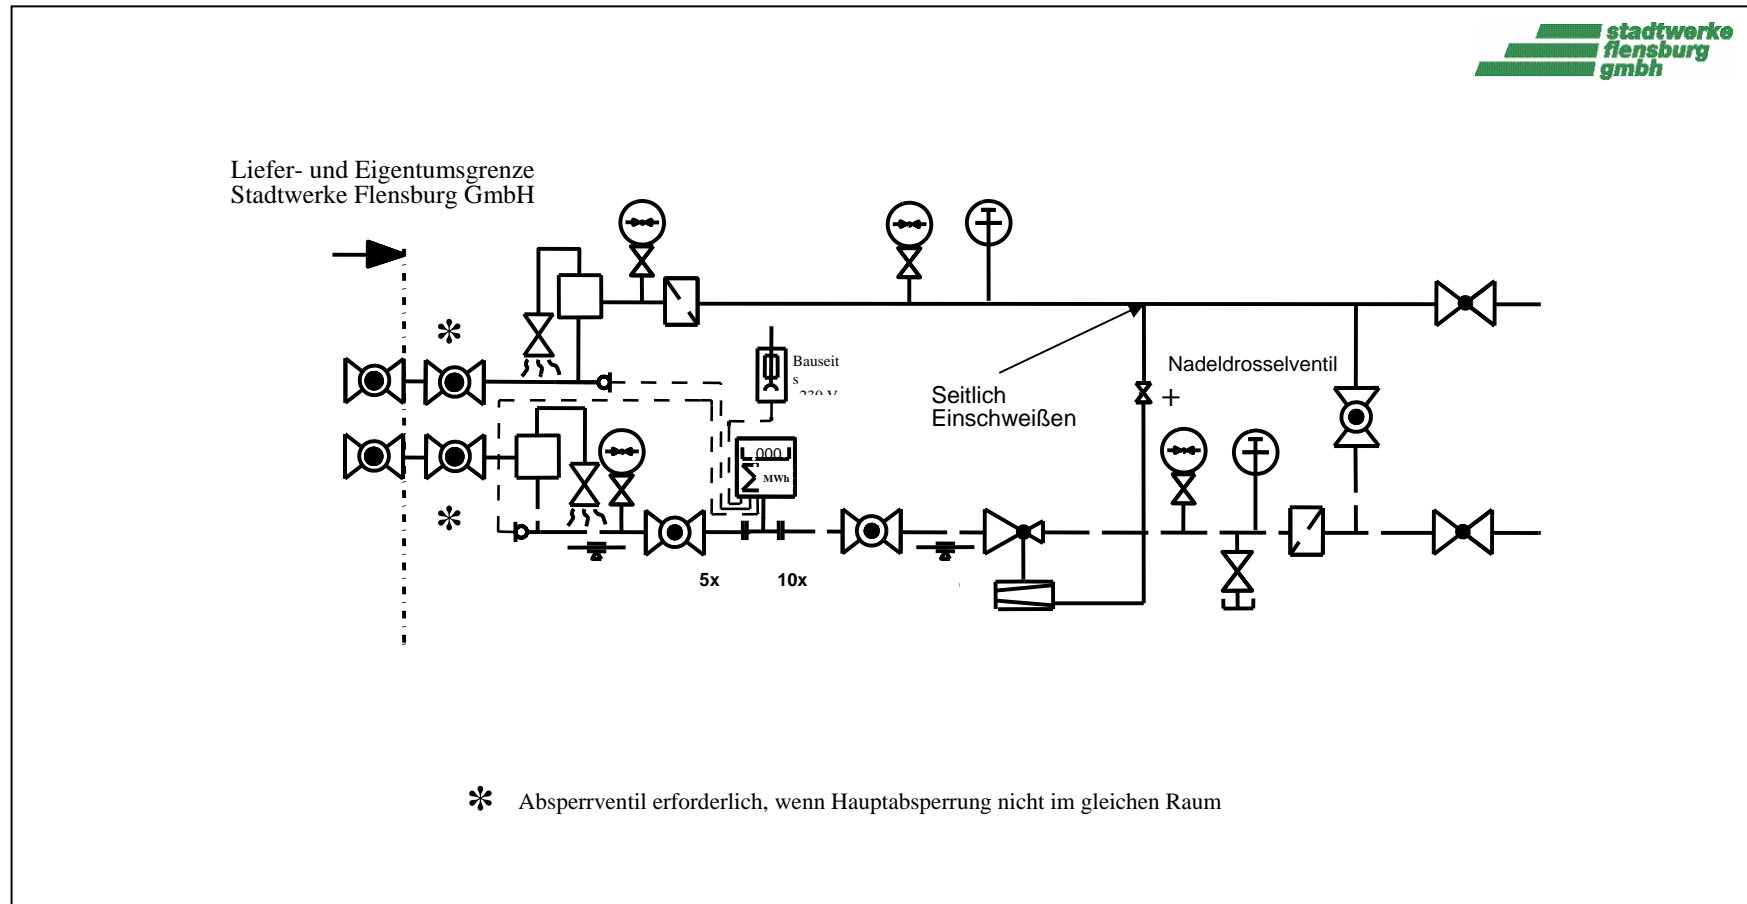 stadtwerke
flensburg
gmbh
Liefer- und Eigentumsgrenze
Stadtwerke Flensburg GmbH
Bauseit
s
230 V
Nadeldrosselventil
Seitlich
Einschweißen
000
MWh
5x
10x
Absperrventil erforderlich, wenn Hauptabsperrung nicht im gleichen Raum